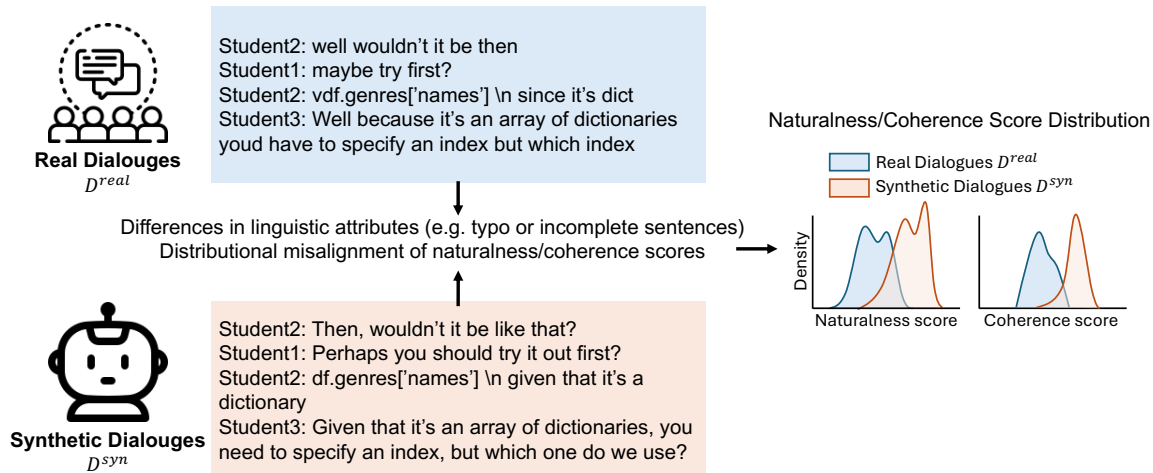 Student2: well wouldn't it be then
Student1: maybe try first?
Student2: vdf.genres['names'] \n since it's dict
Student3: Well because it's an array of dictionaries
youd have to specify an index but which index
Real Dialouges
D^real
Differences in linguistic attributes (e.g. typo or incomplete sentences)
Distributional misalignment of naturalness/coherence scores
Student2: Then, wouldn't it be like that?
Student1: Perhaps you should try it out first?
Student2: df.genres['names'] \n given that it's a
dictionary
Student3: Given that it's an array of dictionaries, you
need to specify an index, but which one do we use?
Synthetic Dialouges
D^syn
Naturalness/Coherence Score Distribution
Real Dialogues D^real
Synthetic Dialogues D^syn
Density
Naturalness score
Coherence score